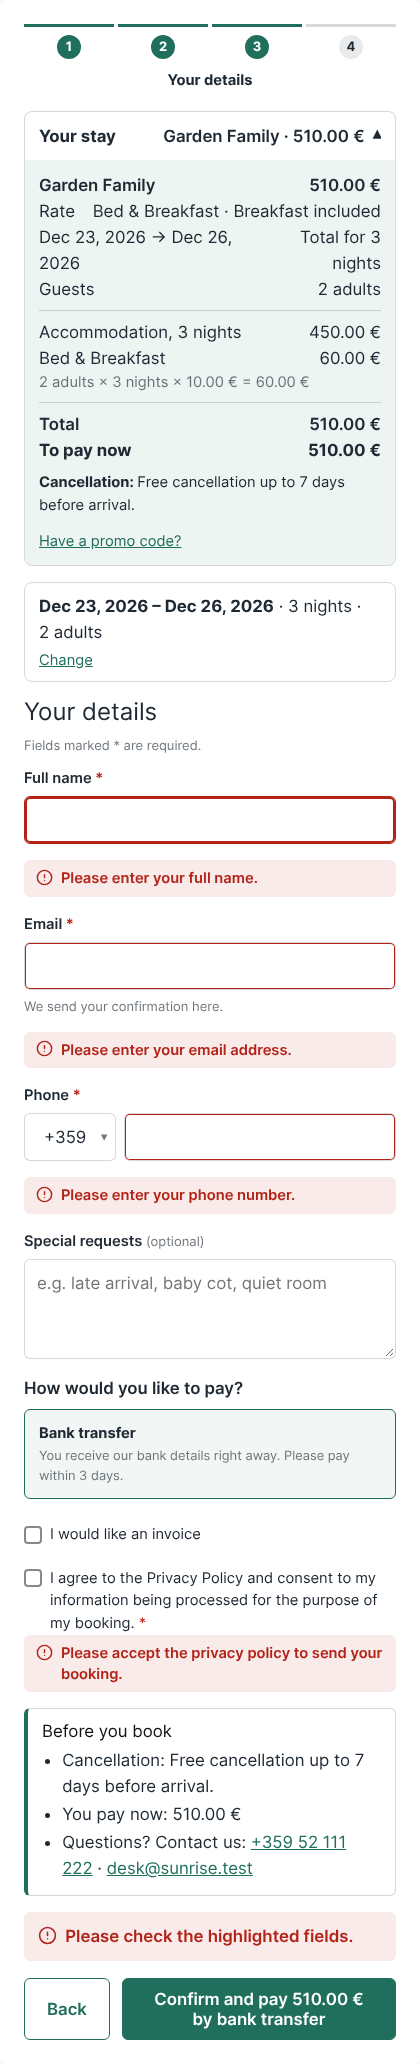 1 2 3 4
Your details
Your stay Garden Family · 510.00 € ▲
Garden Family 510.00 €
Rate Bed & Breakfast · Breakfast included
Dec 23, 2026 → Dec 26, Total for 3
2026 nights
Guests 2 adults
Accommodation, 3 nights 450.00 €
Bed & Breakfast 60.00 €
2 adults × 3 nights × 10.00 € = 60.00 €
Total 510.00 €
To pay now 510.00 €
Cancellation: Free cancellation up to 7 days
before arrival.
Have a promo code?
Dec 23, 2026 – Dec 26, 2026 · 3 nights ·
2 adults
Change
Your details
Fields marked * are required.
Full name *
Please enter your full name.
Email *
We send your confirmation here.
Please enter your email address.
Phone *
+359 ▾
Please enter your phone number.
Special requests (optional)
e.g. late arrival, baby cot, quiet room
How would you like to pay?
Bank transfer
You receive our bank details right away. Please pay
within 3 days.
I would like an invoice
I agree to the Privacy Policy and consent to my
information being processed for the purpose of
my booking. *
Please accept the privacy policy to send your
booking.
Before you book
• Cancellation: Free cancellation up to 7
days before arrival.
• You pay now: 510.00 €
• Questions? Contact us: +359 52 111
222 · desk@sunrise.test
Please check the highlighted fields.
Back
Confirm and pay 510.00 €
by bank transfer